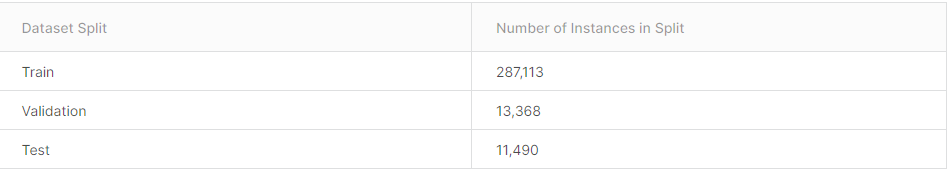 Dataset Split Number of Instances in Split
Train 287,113
Validation 13,368
Test 11,490